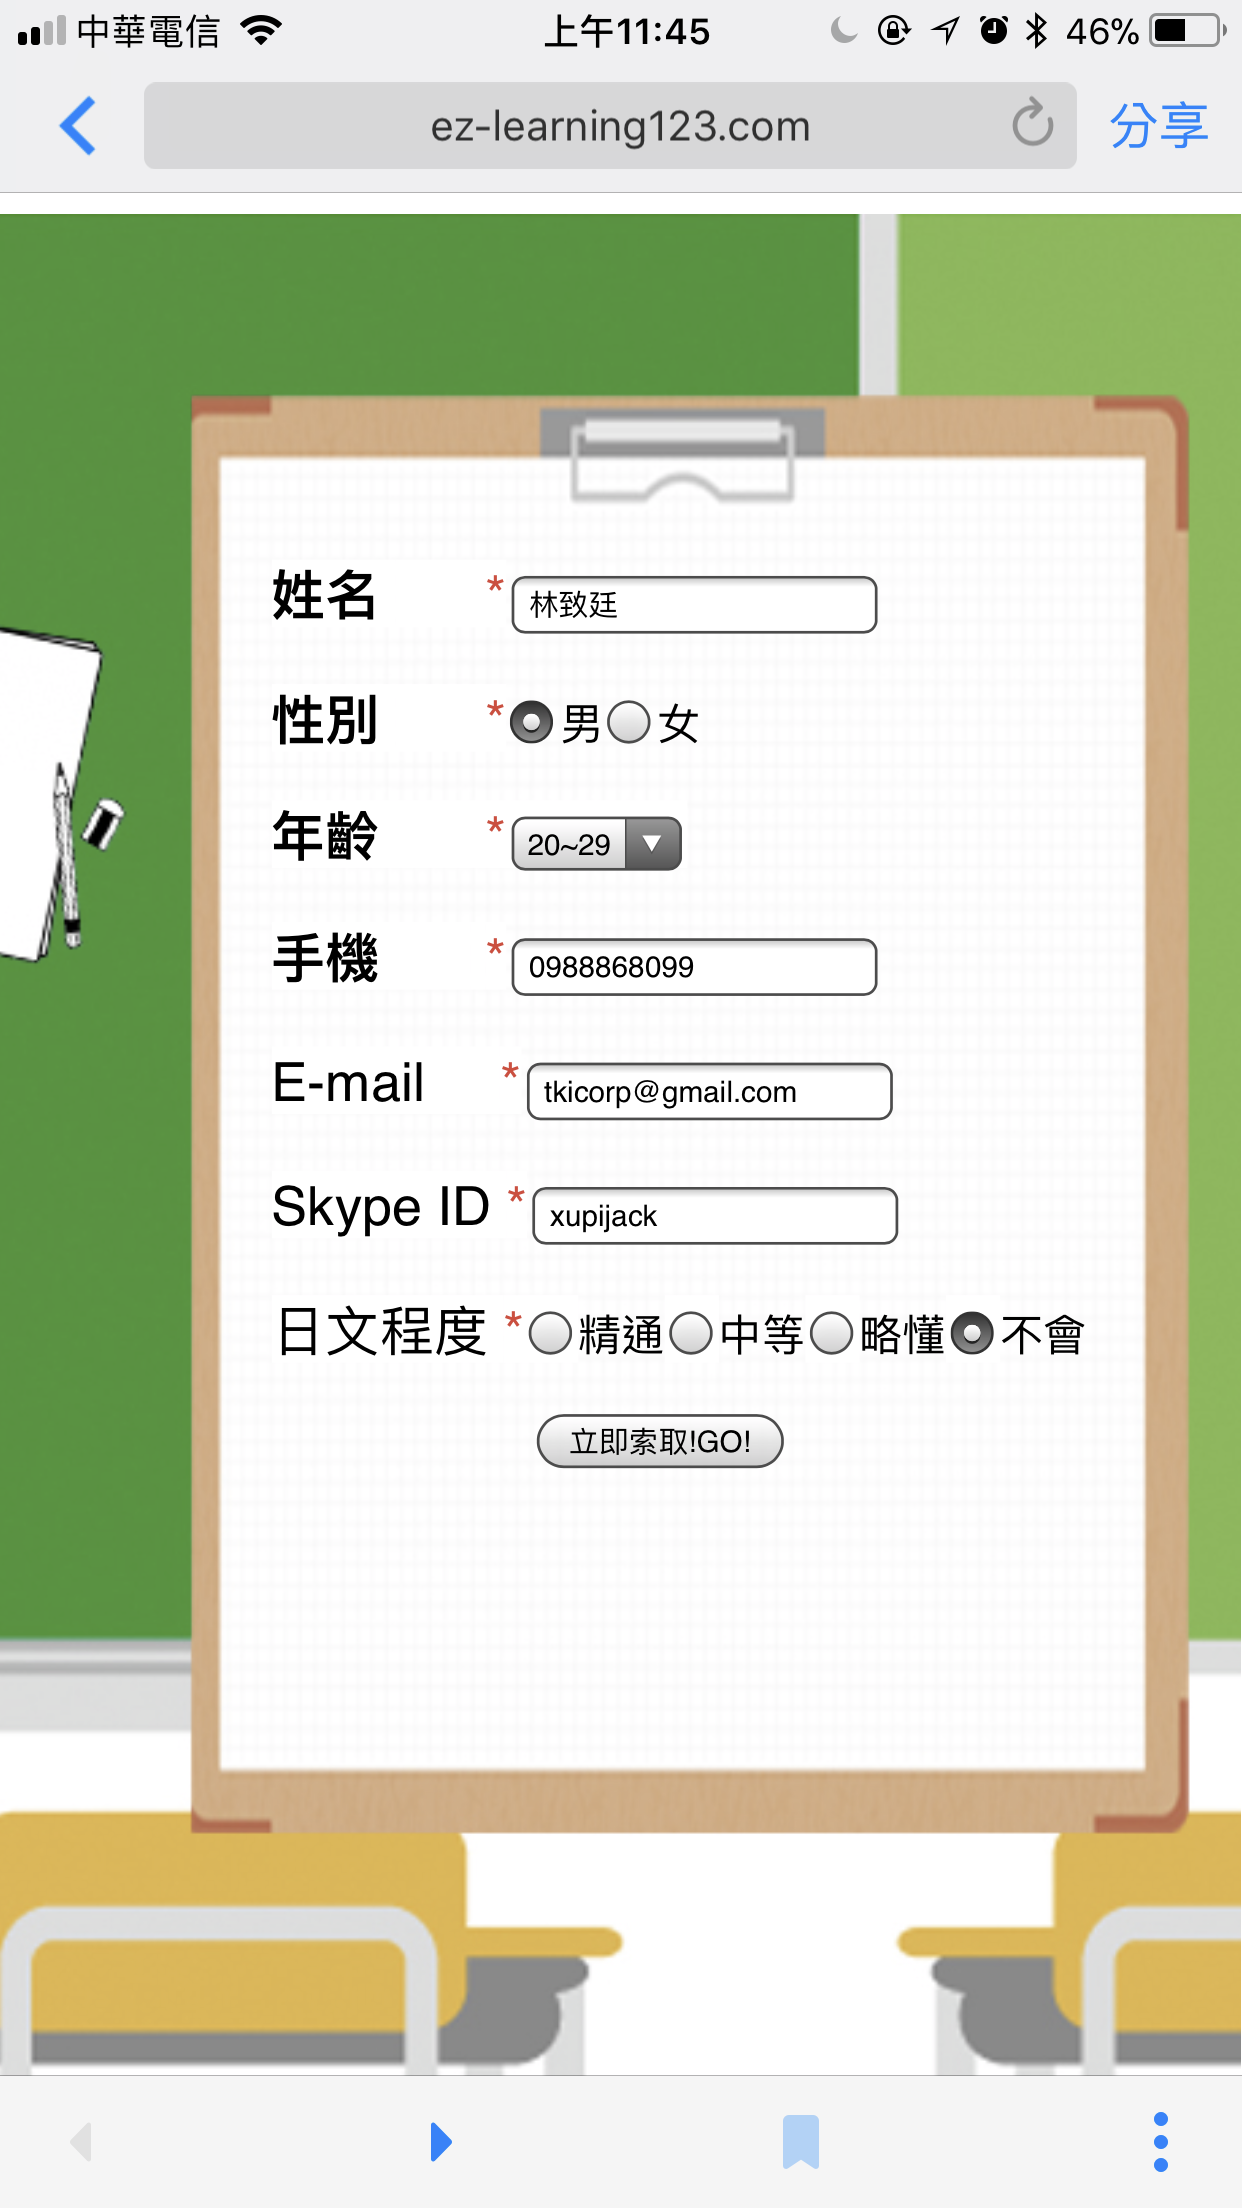 中華電信 上午11:45 46%
ez-learning123.com 分享
姓名 * 林致廷
性別 * 男 女
年齡 * 20~29
手機 * 0988868099
E-mail * tkicorp@gmail.com
Skype ID * xupijack
日文程度 * 精通 中等 略懂 不會
立即索取!GO!